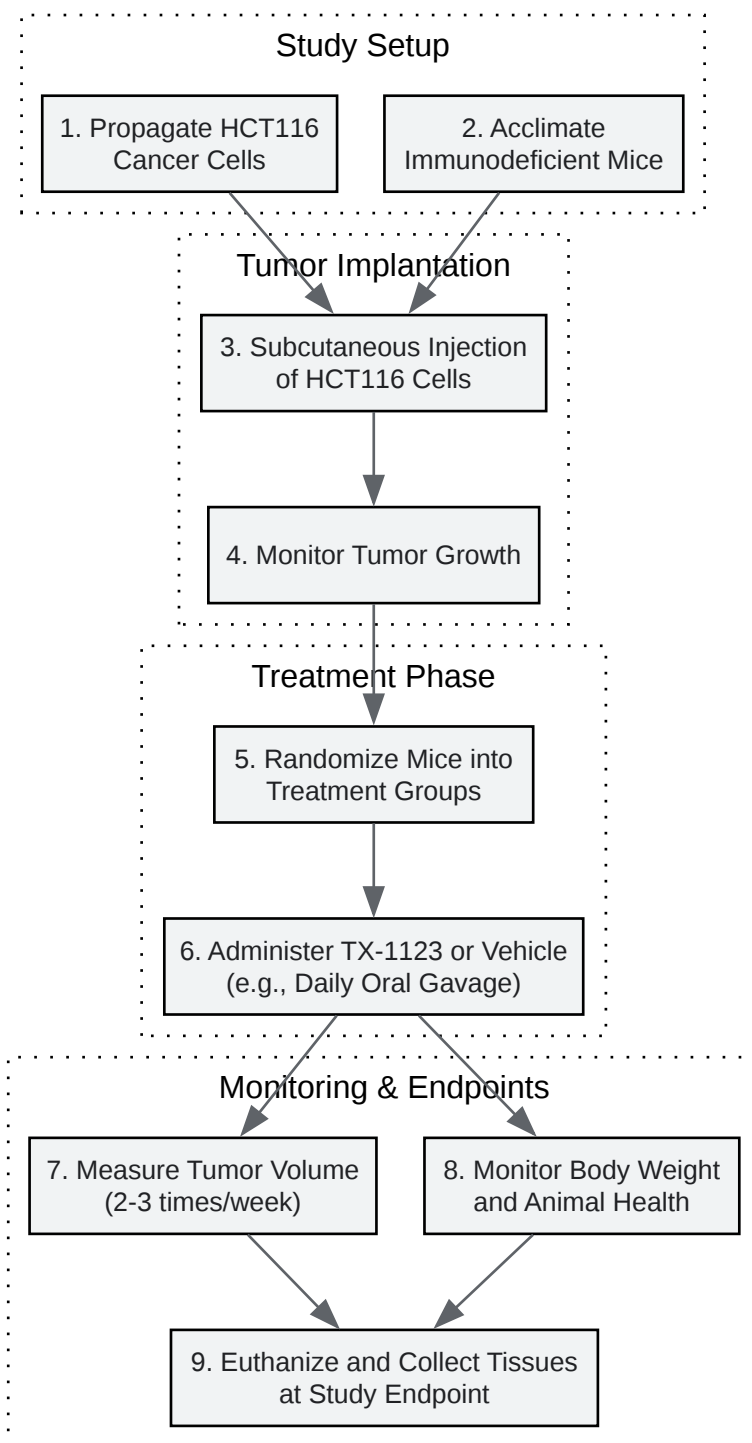 Study Setup
1. Propagate HCT116
Cancer Cells
2. Acclimate
Immunodeficient Mice
Tumor Implantation
3. Subcutaneous Injection
of HCT116 Cells
4. Monitor Tumor Growth
Treatment Phase
5. Randomize Mice into
Treatment Groups
6. Administer TX-1123 or Vehicle
(e.g., Daily Oral Gavage)
Monitoring & Endpoints
7. Measure Tumor Volume
(2-3 times/week)
8. Monitor Body Weight
and Animal Health
9. Euthanize and Collect Tissues
at Study Endpoint